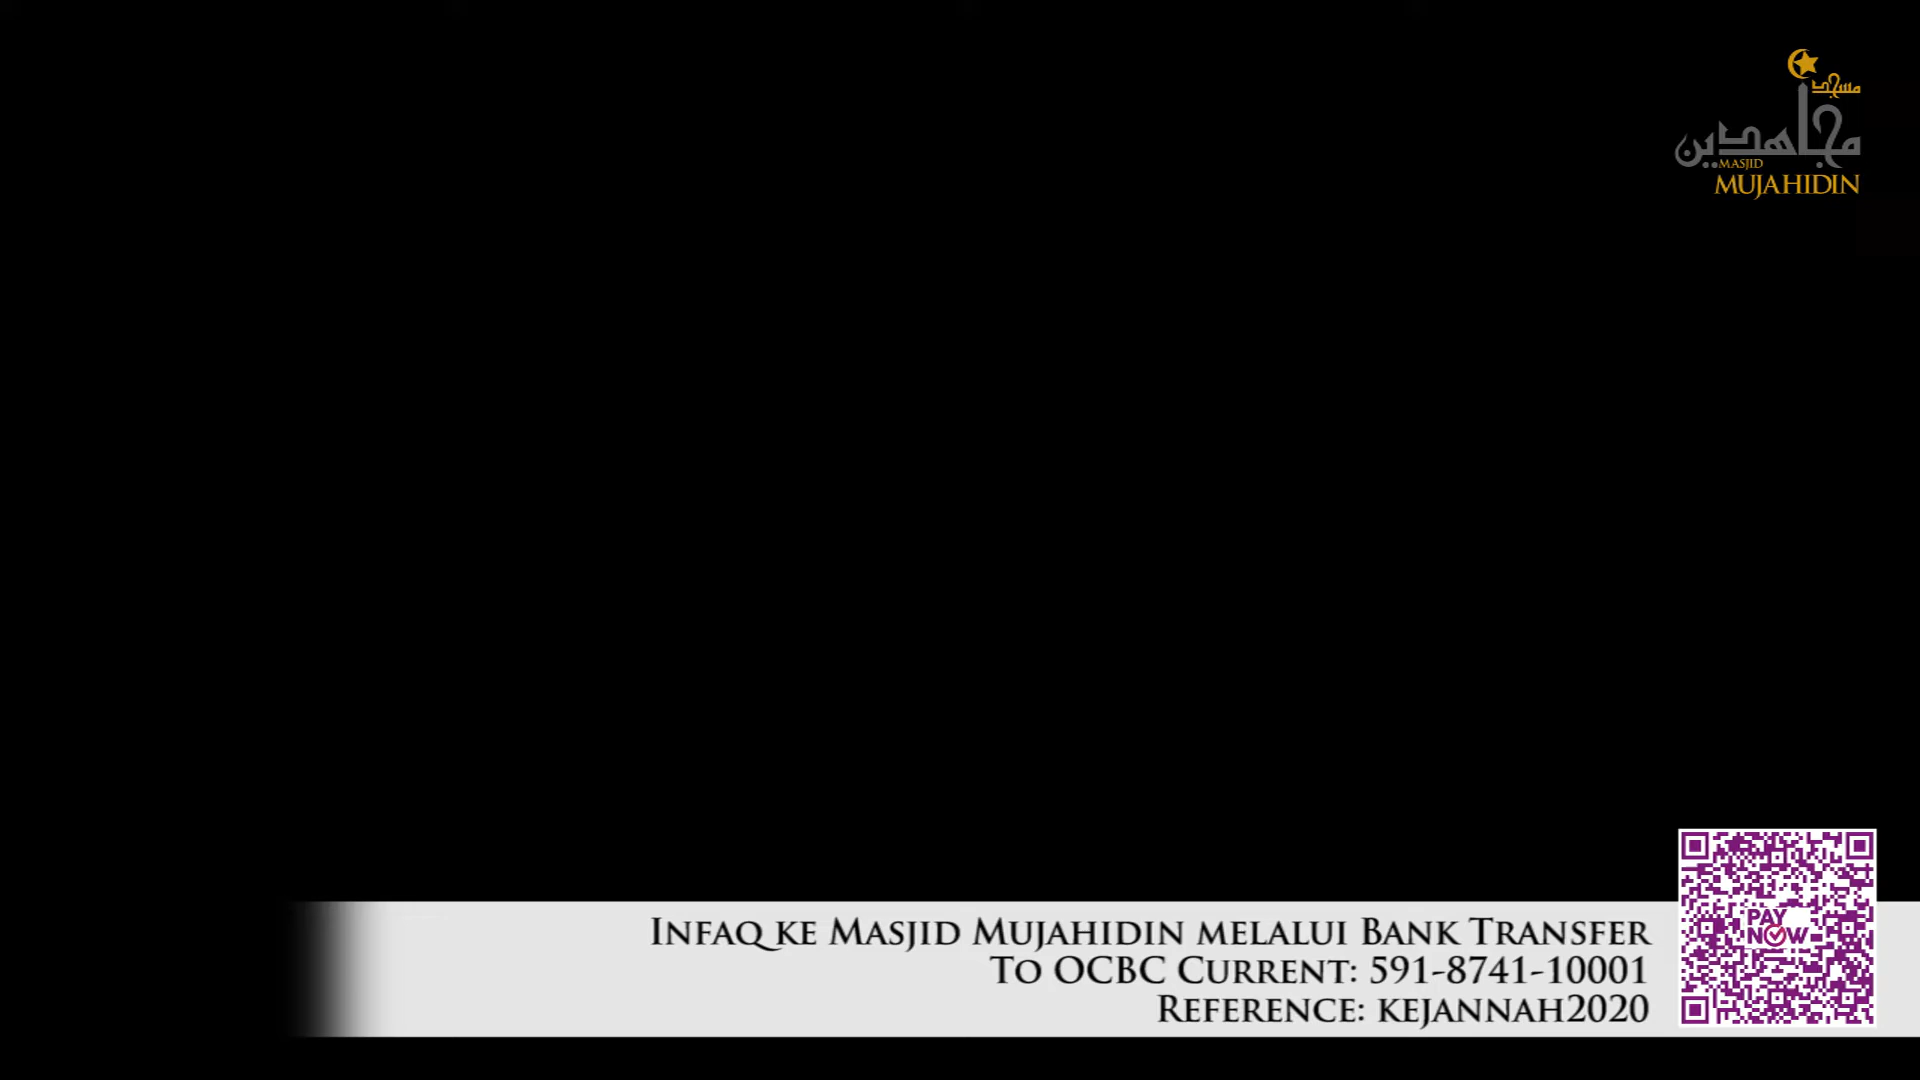 مسجد
مجاهدين
MASJID
MUJAHIDIN
INFAQ KE MASJID MUJAHIDIN MELALUI BANK TRANSFER
TO OCBC CURRENT: 591-8741-10001
REFERENCE: KEJANNAH2020
PAY
NOW